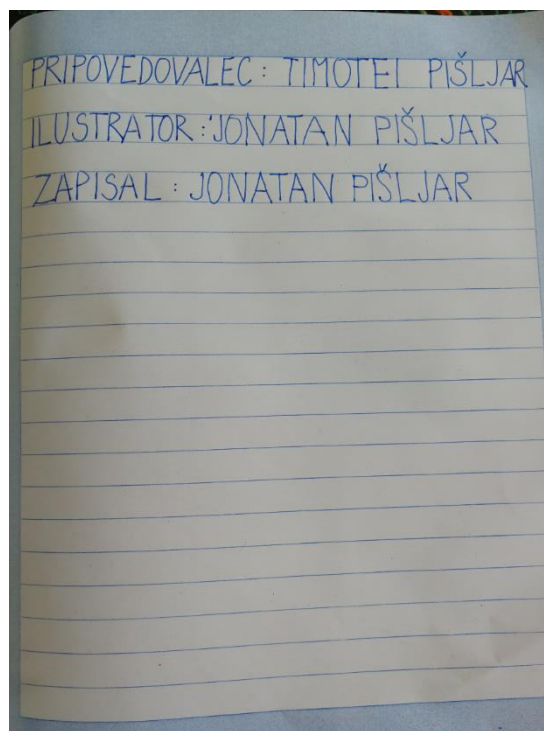 PRIPOVEDOVALEC: TIMOTEI PIŠLJAR
ILUSTRATOR: JONATAN PIŠLJAR
ZAPISAL: JONATAN PIŠLJAR